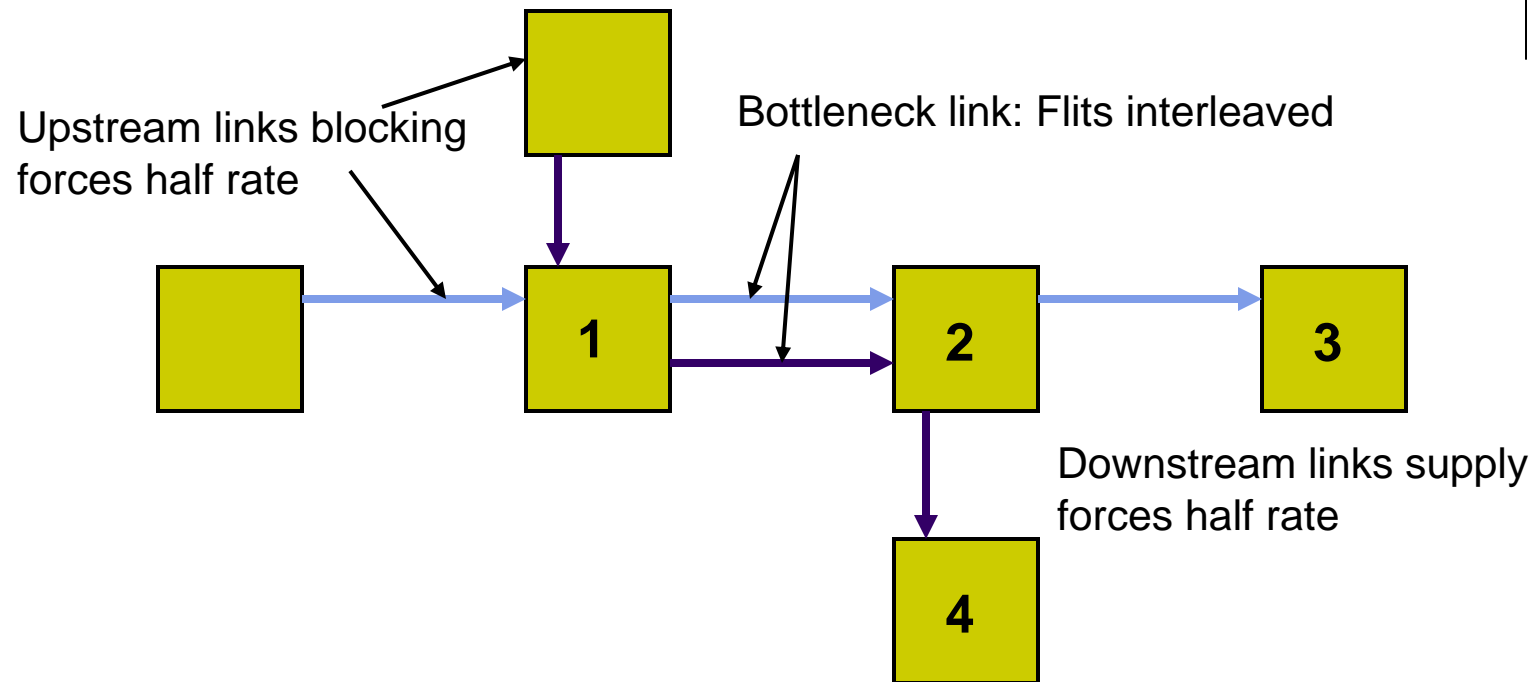 Upstream links blocking
forces half rate
Bottleneck link: Flits interleaved
1
2
3
Downstream links supply
forces half rate
4